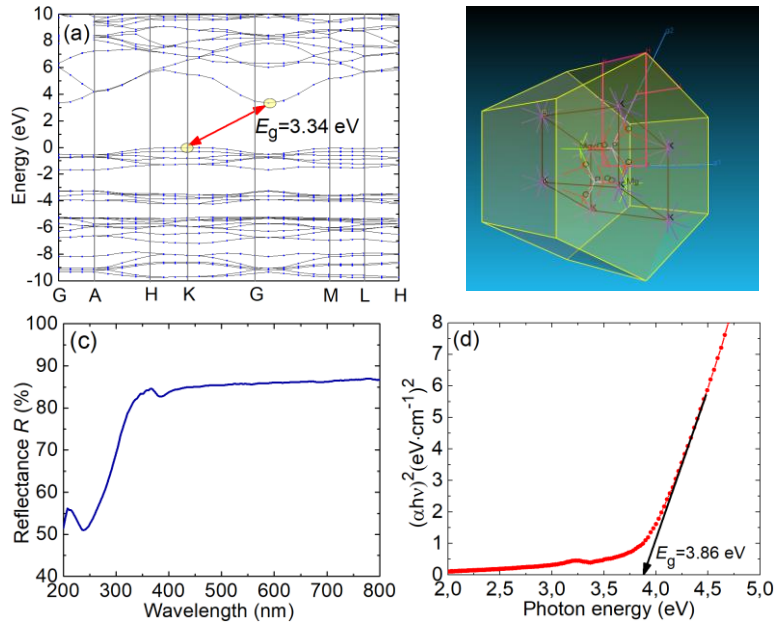 (a)
Energy (eV)
10
8
6
4
2
0
-2
-4
-6
-8
10
E_g=3.34 eV
G A H K G M L H
(c)
Reflectance R (%)
100
90
80
70
60
50
40
200 300 400 500 600 700 800
Wavelength (nm)
(d)
(αhν)² (eV·cm⁻¹)²
8
7
6
5
4
3
2
1
0
E_g=3.86 eV
2,0 2,5 3,0 3,5 4,0 4,5 5,0
Photon energy (eV)